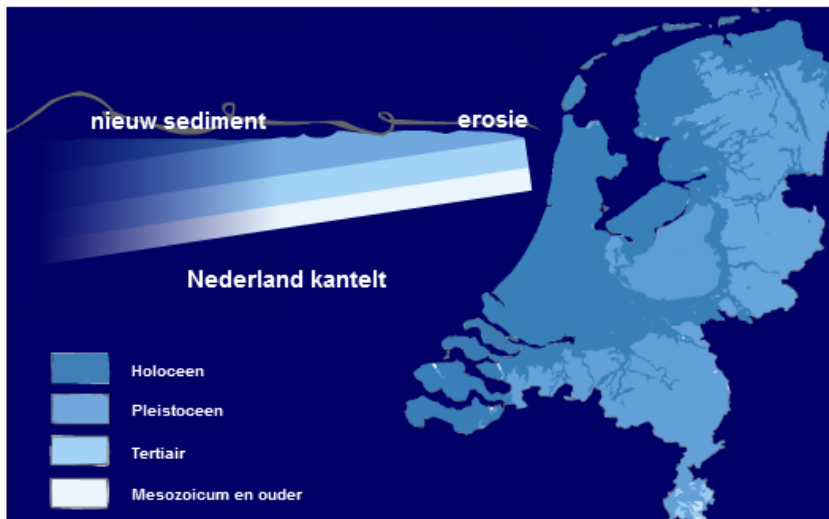 nieuw sediment
erosie
Nederland kantelt
Holoceen
Pleistoceen
Tertiair
Mesozoicum en ouder